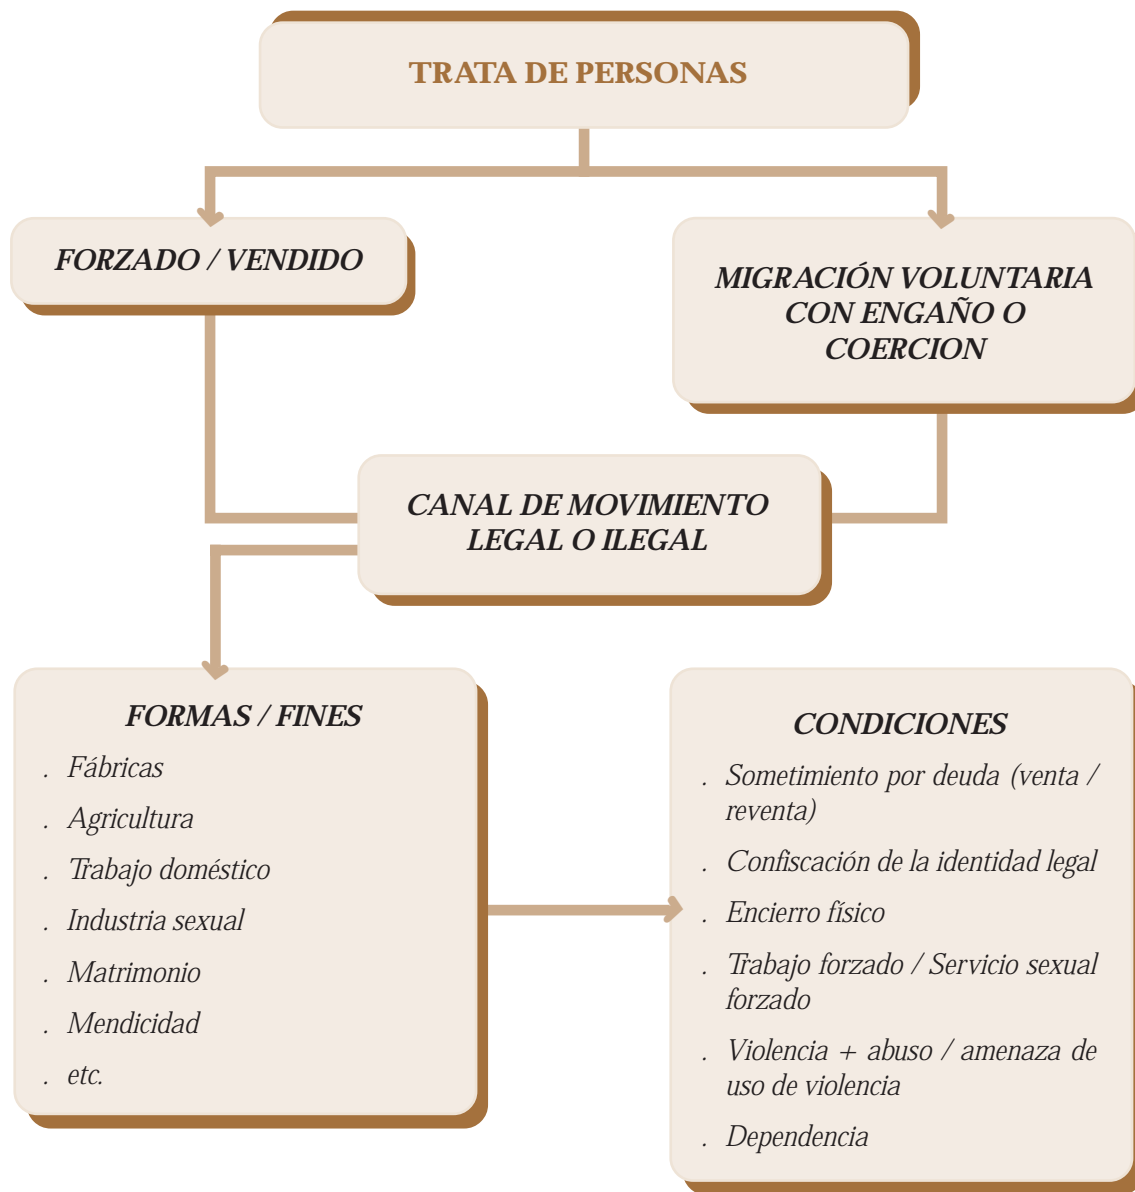 TRATA DE PERSONAS
FORZADO / VENDIDO
MIGRACIÓN VOLUNTARIA
CON ENGAÑO O
COERCION
CANAL DE MOVIMIENTO
LEGAL O ILEGAL
FORMAS / FINES
. Fábricas
. Agricultura
. Trabajo doméstico
. Industria sexual
. Matrimonio
. Mendicidad
. etc.
CONDICIONES
. Sometimiento por deuda (venta /
reventa)
. Confiscación de la identidad legal
. Encierro físico
. Trabajo forzado / Servicio sexual
forzado
. Violencia + abuso / amenaza de
uso de violencia
. Dependencia